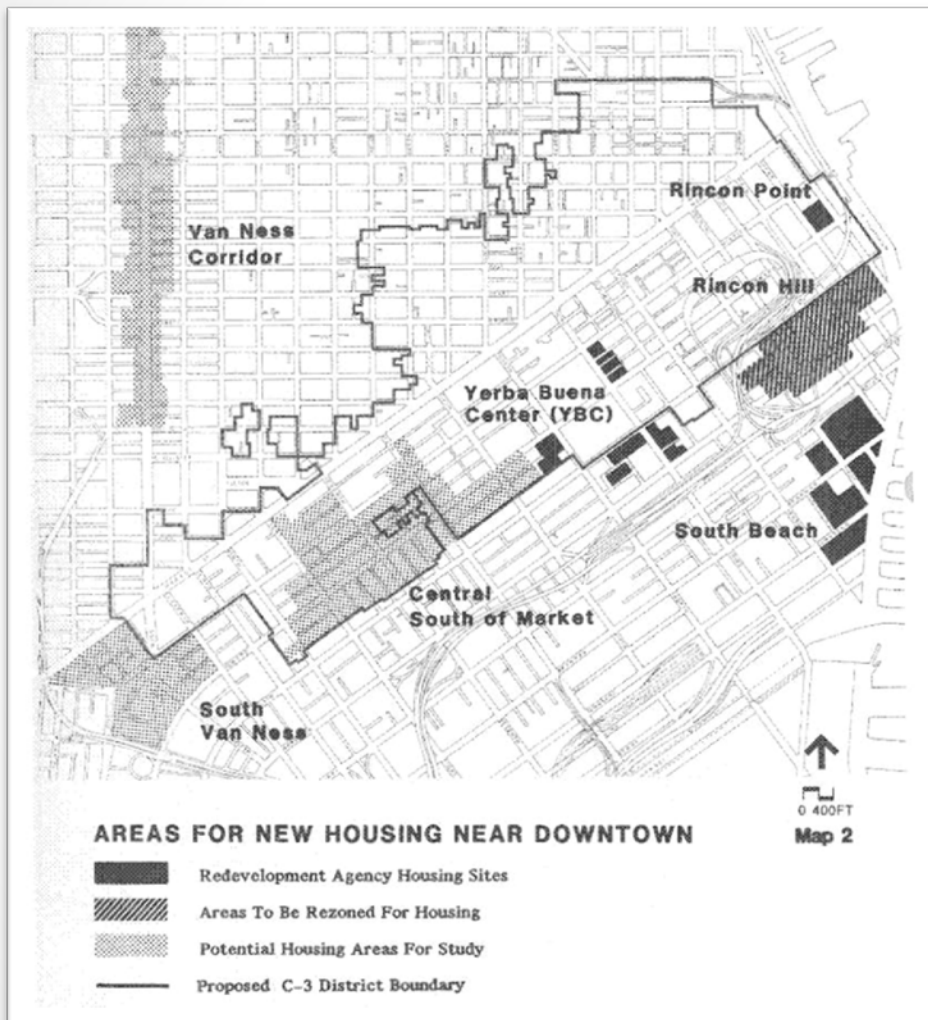 Van Ness
Corridor
Rincon Point
Rincon Hill
Yerba Buena
Center (YBC)
South Beach
Central
South of Market
South
Van Ness
0 400FT
Map 2
AREAS FOR NEW HOUSING NEAR DOWNTOWN
Redevelopment Agency Housing Sites
Areas To Be Rezoned For Housing
Potential Housing Areas For Study
Proposed C-3 District Boundary